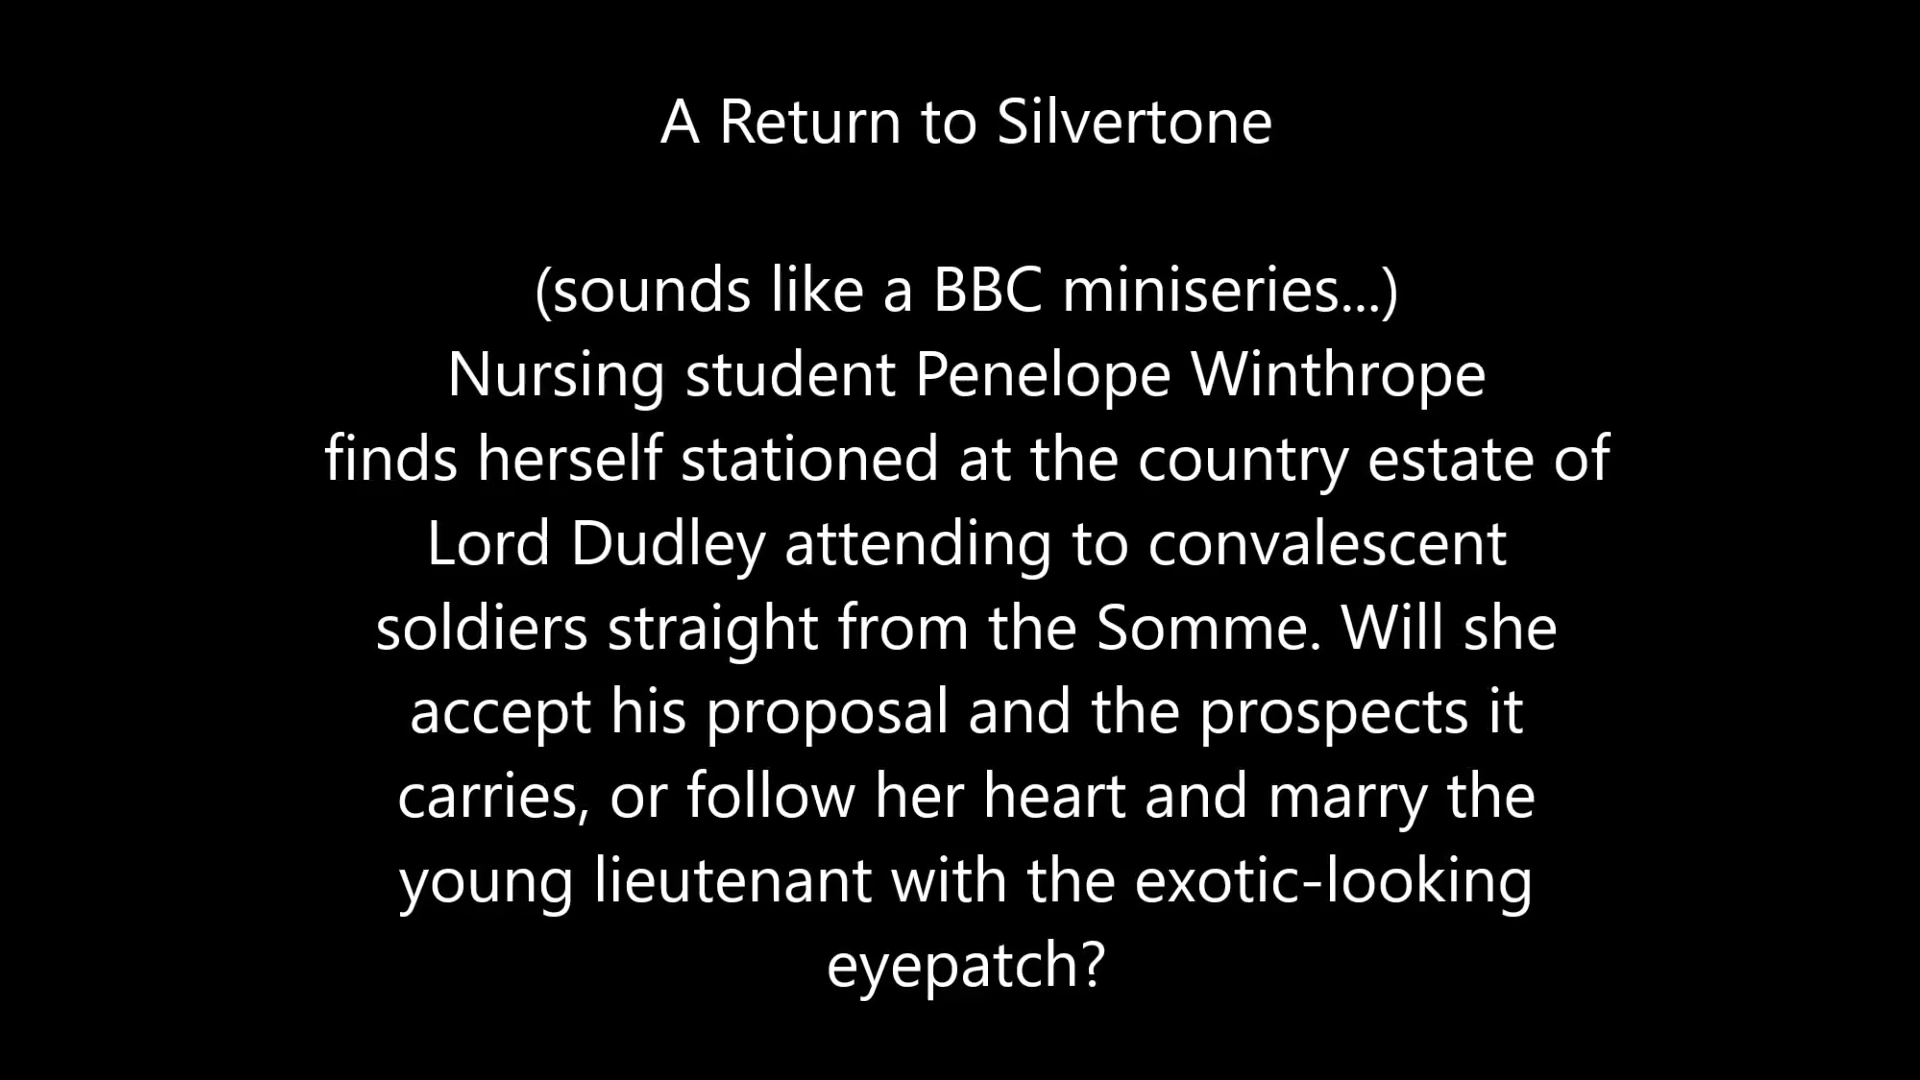 A Return to Silvertone
(sounds like a BBC miniseries...)
Nursing student Penelope Winthrope
finds herself stationed at the country estate of
Lord Dudley attending to convalescent
soldiers straight from the Somme. Will she
accept his proposal and the prospects it
carries, or follow her heart and marry the
young lieutenant with the exotic-looking
eyepatch?